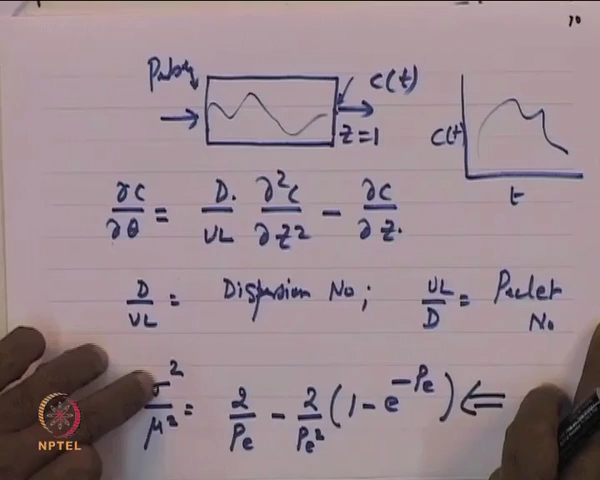 10
Pulse
C(t)
Z=1
C(t)
t
∂C/∂θ = D/UL ∂²C/∂Z² − ∂C/∂Z.
D/UL = Dispersion No; UL/D = Peclet No
σ²/μ² = 2/Pe − 2/Pe² (1 − e^−Pe) ⇐
NPTEL